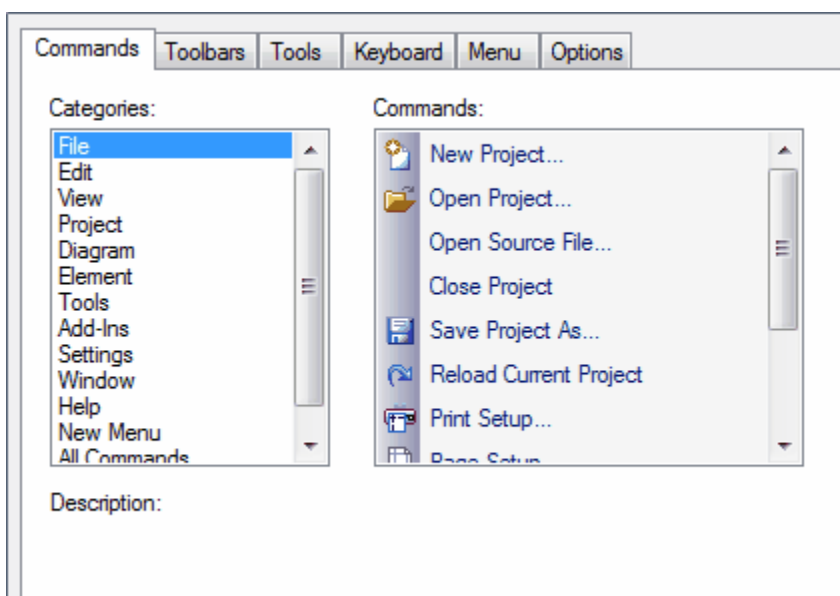 Commands Toolbars Tools Keyboard Menu Options
Categories:
File
Edit
View
Project
Diagram
Element
Tools
Add-Ins
Settings
Window
Help
New Menu
All Commands
Commands:
New Project...
Open Project...
Open Source File...
Close Project
Save Project As...
Reload Current Project
Print Setup...
Page Setup
Description: